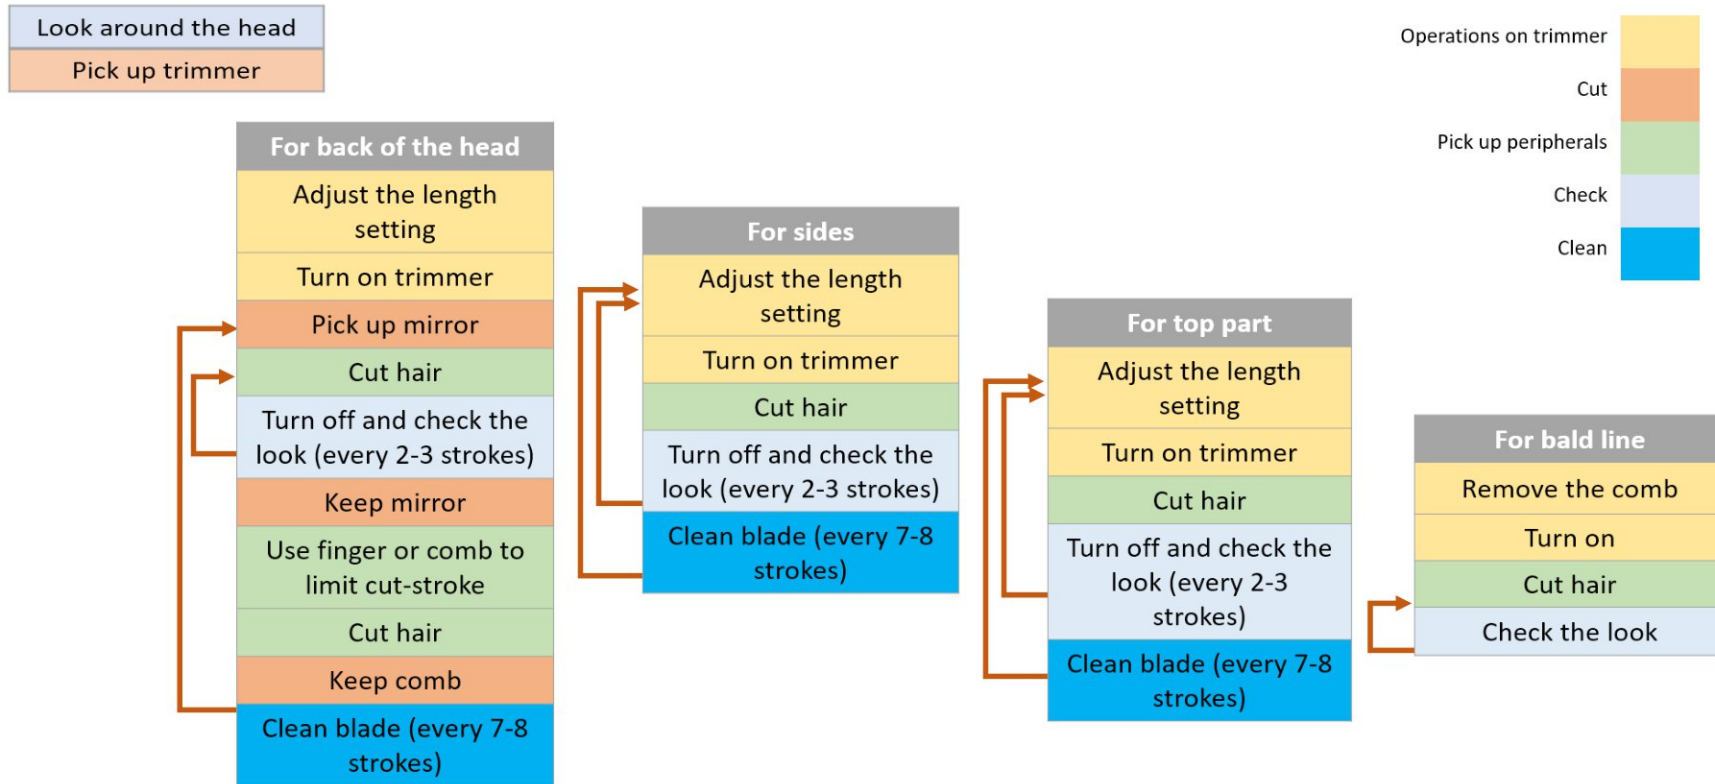 Look around the head
Pick up trimmer
Operations on trimmer
Cut
Pick up peripherals
Check
Clean
For back of the head
Adjust the length
setting
Turn on trimmer
Pick up mirror
Cut hair
Turn off and check the
look (every 2-3 strokes)
Keep mirror
Use finger or comb to
limit cut-stroke
Cut hair
Keep comb
Clean blade (every 7-8
strokes)
For sides
Adjust the length
setting
Turn on trimmer
Cut hair
Turn off and check the
look (every 2-3 strokes)
Clean blade (every 7-8
strokes)
For top part
Adjust the length
setting
Turn on trimmer
Cut hair
Turn off and check the
look (every 2-3
strokes)
Clean blade (every 7-8
strokes)
For bald line
Remove the comb
Turn on
Cut hair
Check the look